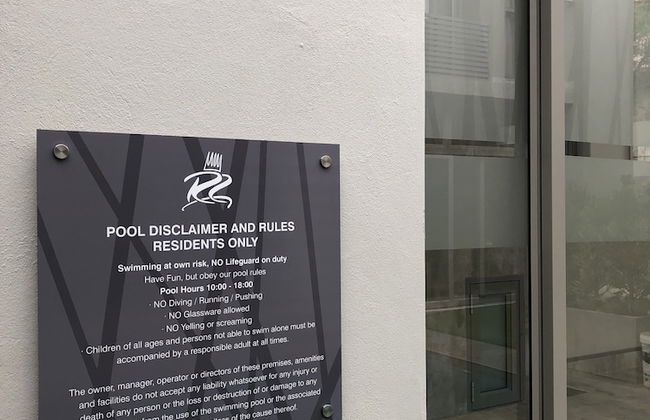 POOL DISCLAIMER AND RULES
RESIDENTS ONLY
Swimming at own risk, NO Lifeguard on duty
Have Fun, but obey our pool rules
Pool Hours 10:00 - 18:00
· NO Diving / Running / Pushing
· NO Glassware allowed
· NO Yelling or screaming
· Children of all ages and persons not able to swim alone must be
accompanied by a responsible adult at all times.
The owner, manager, operator or directors of these premises, amenities
and facilities do not accept any liability whatsoever for any injury or
death of any person or the loss or destruction of or damage to any
from the use of the swimming pool or the associated
of the cause thereof.